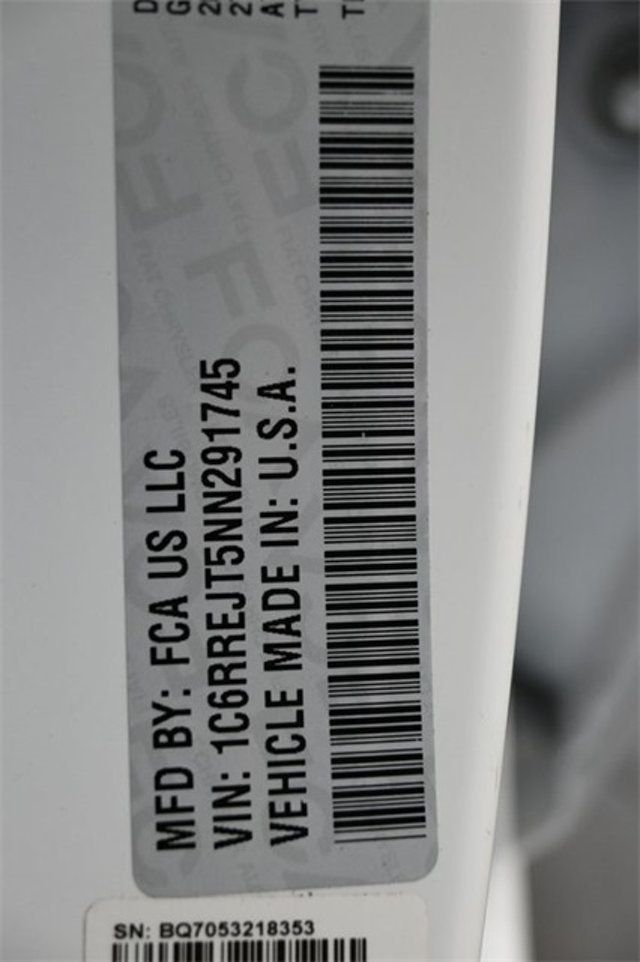 MFD BY: FCA US LLC
VIN: 1C6RREJT5NN291745
VEHICLE MADE IN: U.S.A.
SN: BQ7053218353